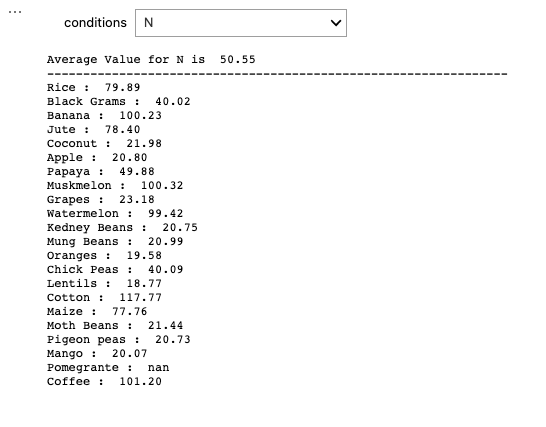 ...
conditions N
Average Value for N is 50.55
----------------------------------------------------------------
Rice : 79.89
Black Grams : 40.02
Banana : 100.23
Jute : 78.40
Coconut : 21.98
Apple : 20.80
Papaya : 49.88
Muskmelon : 100.32
Grapes : 23.18
Watermelon : 99.42
Kedney Beans : 20.75
Mung Beans : 20.99
Oranges : 19.58
Chick Peas : 40.09
Lentils : 18.77
Cotton : 117.77
Maize : 77.76
Moth Beans : 21.44
Pigeon peas : 20.73
Mango : 20.07
Pomegrante : nan
Coffee : 101.20